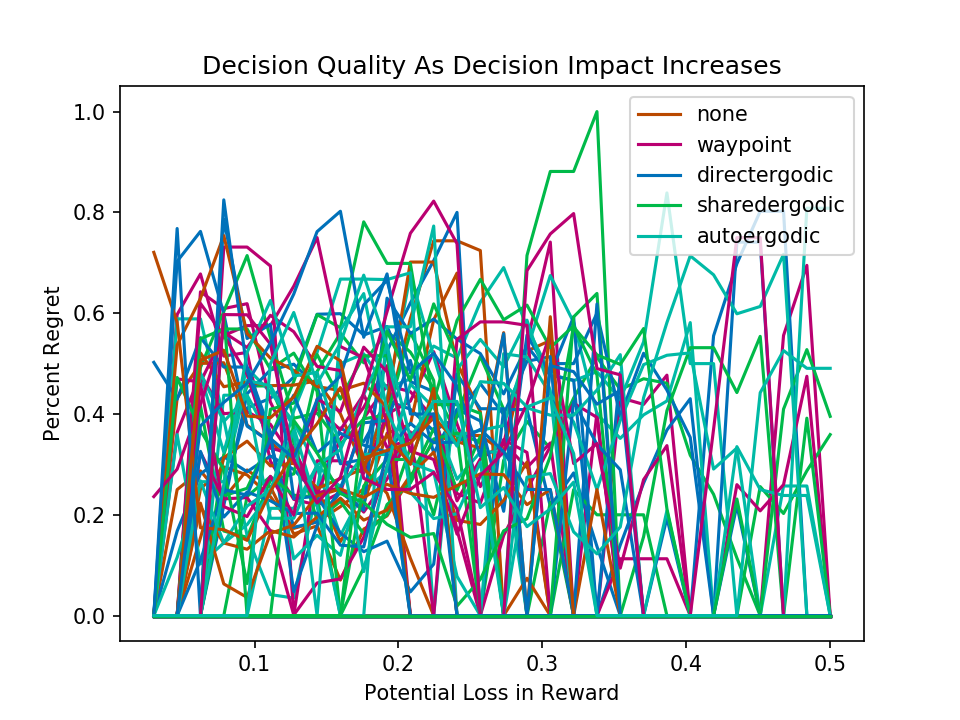 Decision Quality As Decision Impact Increases
none
waypoint
directergodic
sharedergodic
autoergodic
Percent Regret
1.0
0.8
0.6
0.4
0.2
0.0
0.1
0.2
0.3
0.4
0.5
Potential Loss in Reward